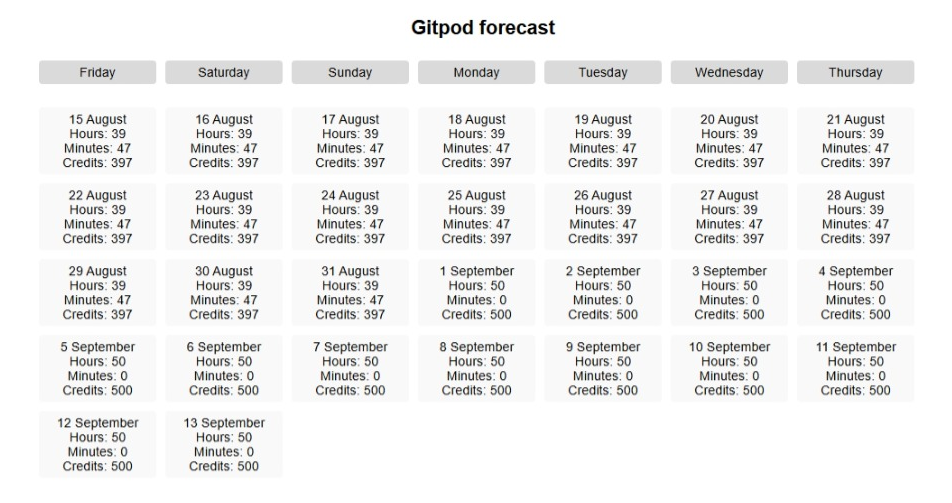 Gitpod forecast
Friday Saturday Sunday Monday Tuesday Wednesday Thursday
15 August
Hours: 39
Minutes: 47
Credits: 397
16 August
Hours: 39
Minutes: 47
Credits: 397
17 August
Hours: 39
Minutes: 47
Credits: 397
18 August
Hours: 39
Minutes: 47
Credits: 397
19 August
Hours: 39
Minutes: 47
Credits: 397
20 August
Hours: 39
Minutes: 47
Credits: 397
21 August
Hours: 39
Minutes: 47
Credits: 397
22 August
Hours: 39
Minutes: 47
Credits: 397
23 August
Hours: 39
Minutes: 47
Credits: 397
24 August
Hours: 39
Minutes: 47
Credits: 397
25 August
Hours: 39
Minutes: 47
Credits: 397
26 August
Hours: 39
Minutes: 47
Credits: 397
27 August
Hours: 39
Minutes: 47
Credits: 397
28 August
Hours: 39
Minutes: 47
Credits: 397
29 August
Hours: 39
Minutes: 47
Credits: 397
30 August
Hours: 39
Minutes: 47
Credits: 397
31 August
Hours: 39
Minutes: 47
Credits: 397
1 September
Hours: 50
Minutes: 0
Credits: 500
2 September
Hours: 50
Minutes: 0
Credits: 500
3 September
Hours: 50
Minutes: 0
Credits: 500
4 September
Hours: 50
Minutes: 0
Credits: 500
5 September
Hours: 50
Minutes: 0
Credits: 500
6 September
Hours: 50
Minutes: 0
Credits: 500
7 September
Hours: 50
Minutes: 0
Credits: 500
8 September
Hours: 50
Minutes: 0
Credits: 500
9 September
Hours: 50
Minutes: 0
Credits: 500
10 September
Hours: 50
Minutes: 0
Credits: 500
11 September
Hours: 50
Minutes: 0
Credits: 500
12 September
Hours: 50
Minutes: 0
Credits: 500
13 September
Hours: 50
Minutes: 0
Credits: 500